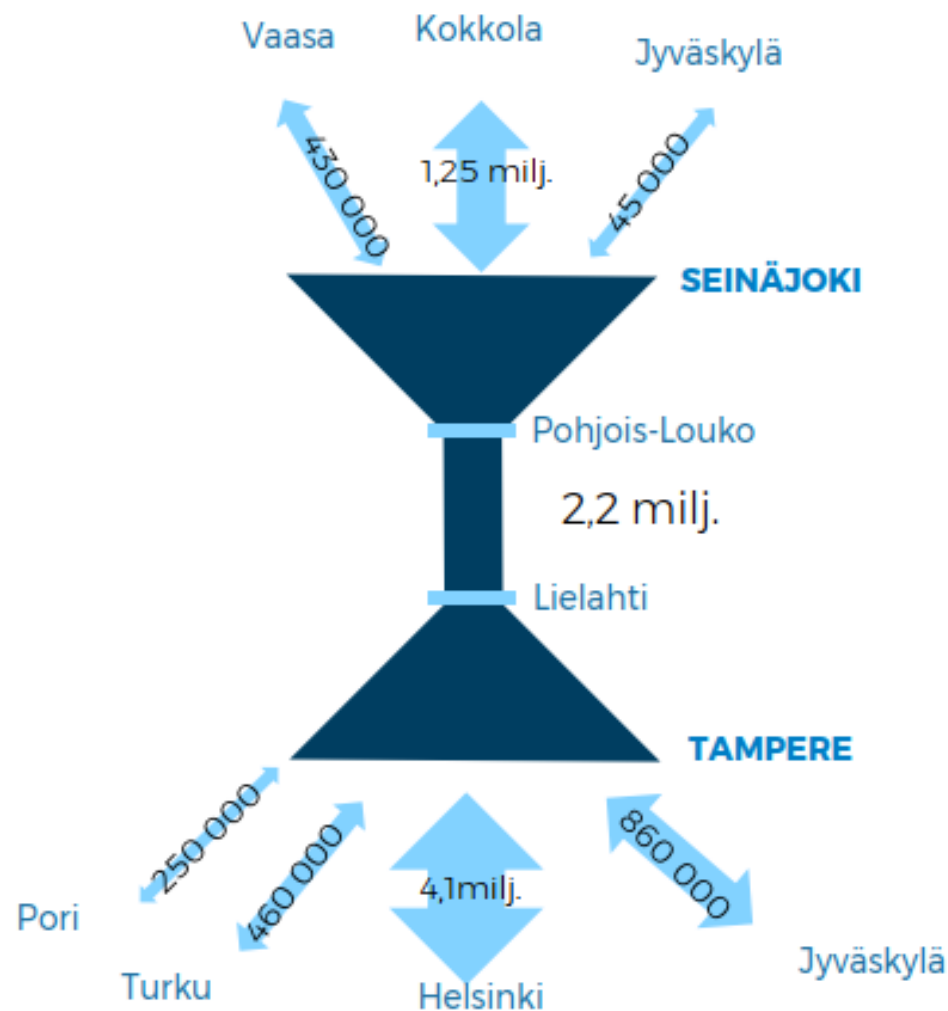 Vaasa
Kokkola
Jyväskylä
430 000
1,25 milj.
45 000
SEINÄJOKI
Pohjois-Louko
2,2 milj.
Lielahti
TAMPERE
250 000
460 000
4,1milj.
860 000
Pori
Turku
Helsinki
Jyväskylä